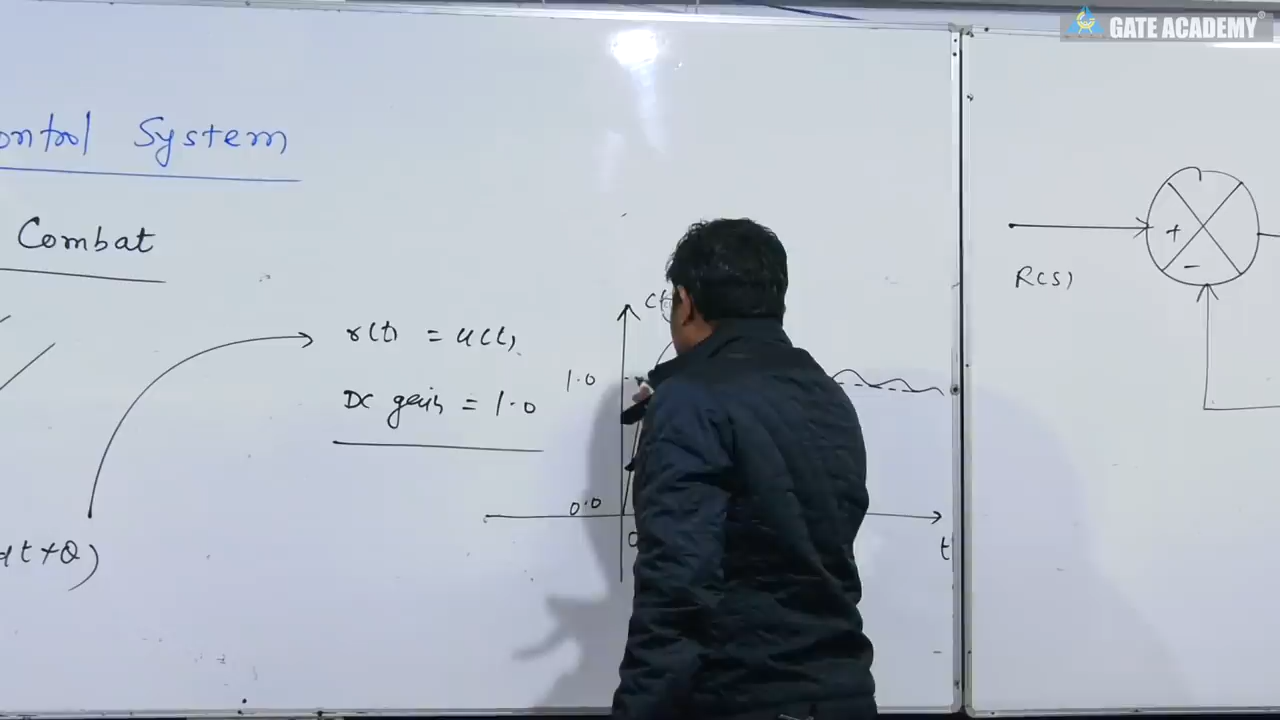 GATE ACADEMY
ontrol System
Combat
r(t) = u(t)
DC gain = 1.0
t+θ)
C(t
1.0
0.0
0
t
+
-
R(s)